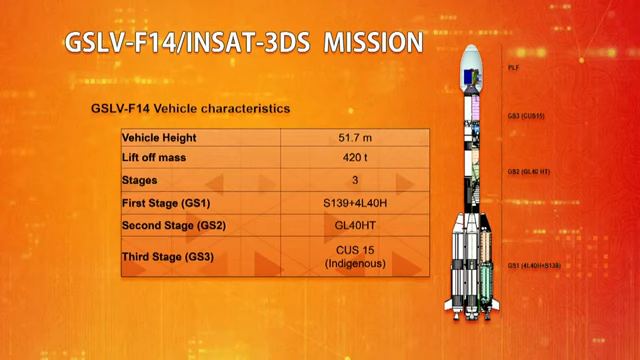 GSLV-F14/INSAT-3DS MISSION
GSLV-F14 Vehicle characteristics
Vehicle Height 51.7 m
Lift off mass 420 t
Stages 3
First Stage (GS1) S139+4L40H
Second Stage (GS2) GL40HT
Third Stage (GS3) CUS 15
(Indigenous)
PLF
GS3 (CUS15)
GS2 (GL40 HT)
GS1 (4L40H+S139)